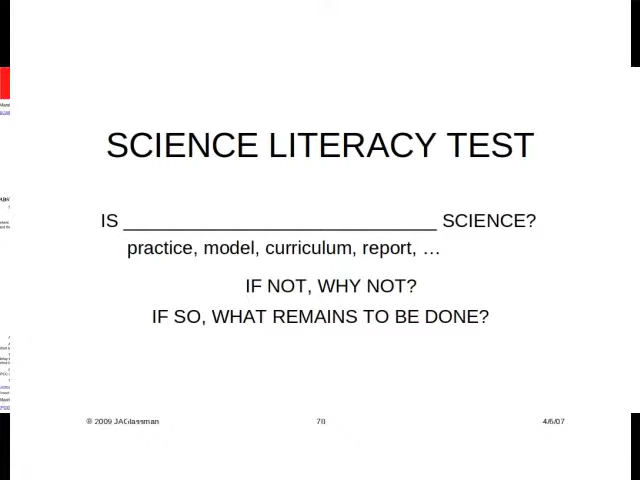 SCIENCE LITERACY TEST
IS ______________________________ SCIENCE?
practice, model, curriculum, report, …
IF NOT, WHY NOT?
IF SO, WHAT REMAINS TO BE DONE?
© 2009 JAGlassman 78 4/6/07